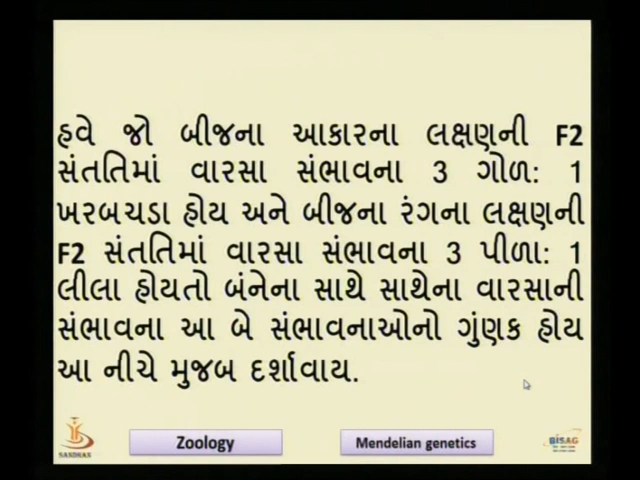 હવે જો બીજના આકારના લક્ષણની F2
સંતતિમાં વારસા સંભાવના 3 ગોળ: 1
ખરબચડા હોય અને બીજના રંગના લક્ષણની
F2 સંતતિમાં વારસા સંભાવના 3 પીળા: 1
લીલા હોયતો બંનેના સાથે સાથેના વારસાની
સંભાવના આ બે સંભાવનાઓનો ગુંણક હોય
આ નીચે મુજબ દર્શાવાય.
SANDHAN
Zoology
Mendelian genetics
BISAG